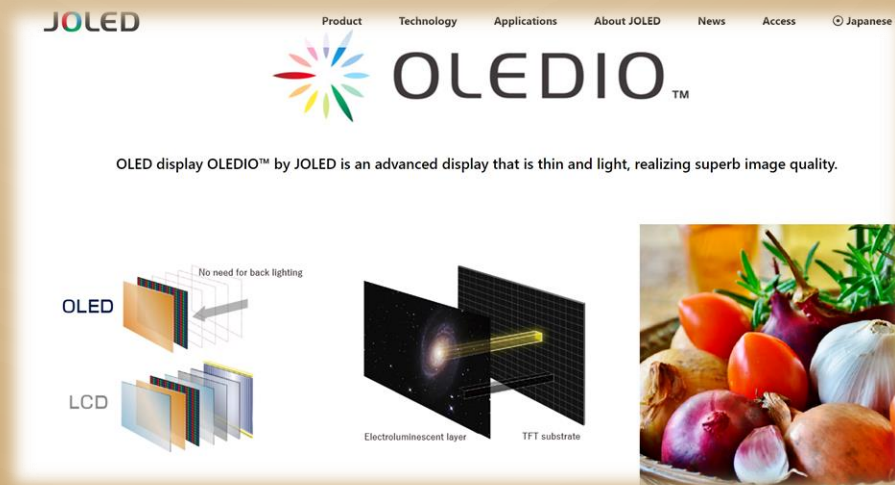 JOLED
Product Technology Applications About JOLED News Access Japanese
OLEDIO™
OLED display OLEDIO™ by JOLED is an advanced display that is thin and light, realizing superb image quality.
No need for back lighting
OLED
LCD
Electroluminescent layer
TFT substrate